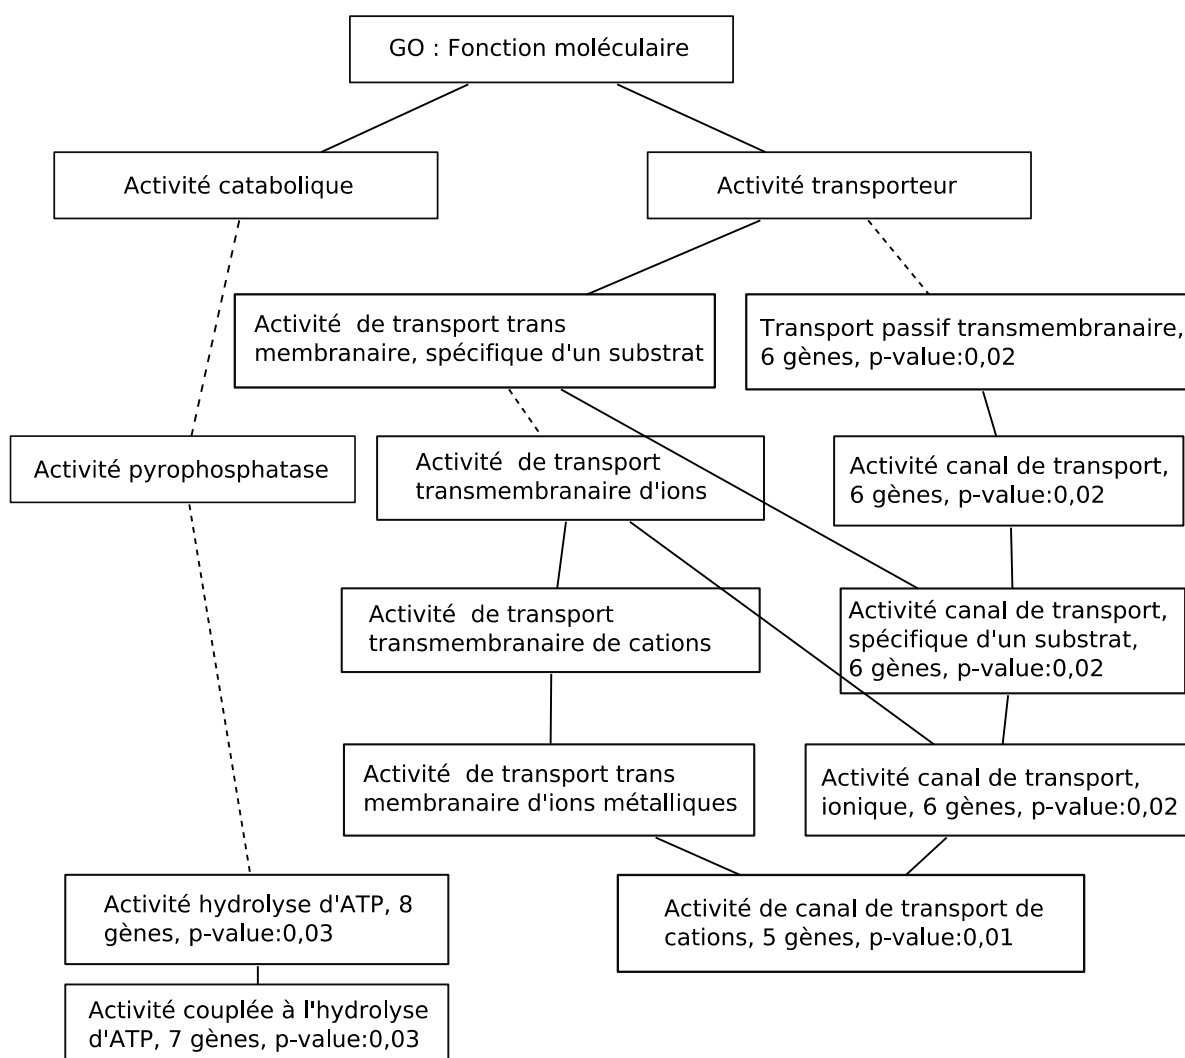 GO : Fonction moléculaire
Activité catabolique
Activité transporteur
Activité  de transport trans
membranaire, spécifique d'un substrat
Transport passif transmembranaire,
6 gènes, p-value:0,02
Activité pyrophosphatase
Activité  de transport
transmembranaire d'ions
Activité canal de transport,
6 gènes, p-value:0,02
Activité  de transport
transmembranaire de cations
Activité canal de transport,
spécifique d'un substrat,
6 gènes, p-value:0,02
Activité  de transport trans
membranaire d'ions métalliques
Activité canal de transport,
ionique, 6 gènes, p-value:0,02
Activité hydrolyse d'ATP, 8
gènes, p-value:0,03
Activité de canal de transport de
cations, 5 gènes, p-value:0,01
Activité couplée à l'hydrolyse
d'ATP, 7 gènes, p-value:0,03